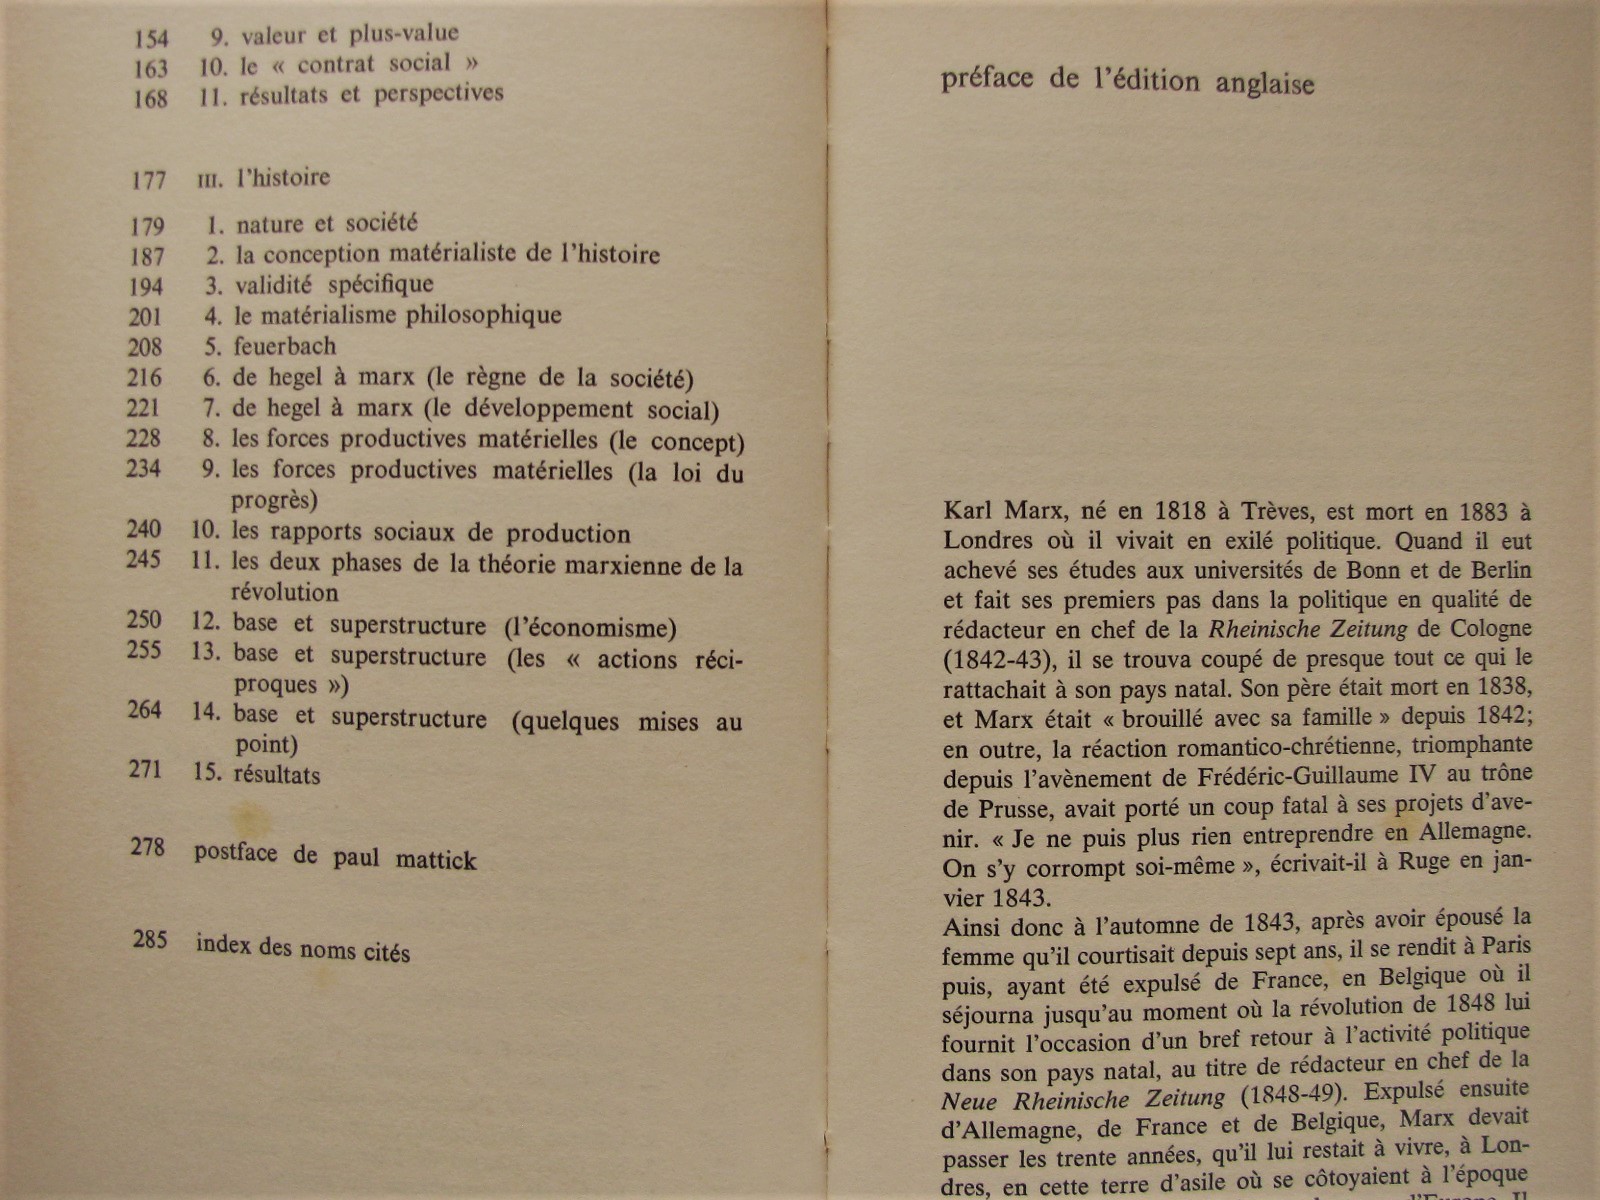 154 9. valeur et plus-value
163 10. le « contrat social »
168 11. résultats et perspectives
177 III. l'histoire
179 1. nature et société
187 2. la conception matérialiste de l'histoire
194 3. validité spécifique
201 4. le matérialisme philosophique
208 5. feuerbach
216 6. de hegel à marx (le règne de la société)
221 7. de hegel à marx (le développement social)
228 8. les forces productives matérielles (le concept)
234 9. les forces productives matérielles (la loi du
progrès)
240 10. les rapports sociaux de production
245 11. les deux phases de la théorie marxienne de la
révolution
250 12. base et superstructure (l'économisme)
255 13. base et superstructure (les « actions réci-
proques »)
264 14. base et superstructure (quelques mises au
point)
271 15. résultats
278 postface de paul mattick
285 index des noms cités
préface de l'édition anglaise
Karl Marx, né en 1818 à Trèves, est mort en 1883 à
Londres où il vivait en exilé politique. Quand il eut
achevé ses études aux universités de Bonn et de Berlin
et fait ses premiers pas dans la politique en qualité de
rédacteur en chef de la Rheinische Zeitung de Cologne
(1842-43), il se trouva coupé de presque tout ce qui le
rattachait à son pays natal. Son père était mort en 1838,
et Marx était « brouillé avec sa famille » depuis 1842;
en outre, la réaction romantico-chrétienne, triomphante
depuis l'avènement de Frédéric-Guillaume IV au trône
de Prusse, avait porté un coup fatal à ses projets d'ave-
nir. « Je ne puis plus rien entreprendre en Allemagne.
On s'y corrompt soi-même », écrivait-il à Ruge en jan-
vier 1843.
Ainsi donc à l'automne de 1843, après avoir épousé la
femme qu'il courtisait depuis sept ans, il se rendit à Paris
puis, ayant été expulsé de France, en Belgique où il
séjourna jusqu'au moment où la révolution de 1848 lui
fournit l'occasion d'un bref retour à l'activité politique
dans son pays natal, au titre de rédacteur en chef de la
Neue Rheinische Zeitung (1848-49). Expulsé ensuite
d'Allemagne, de France et de Belgique, Marx devait
passer les trente années, qu'il lui restait à vivre, à Lon-
dres, en cette terre d'asile où se côtoyaient à l'époque